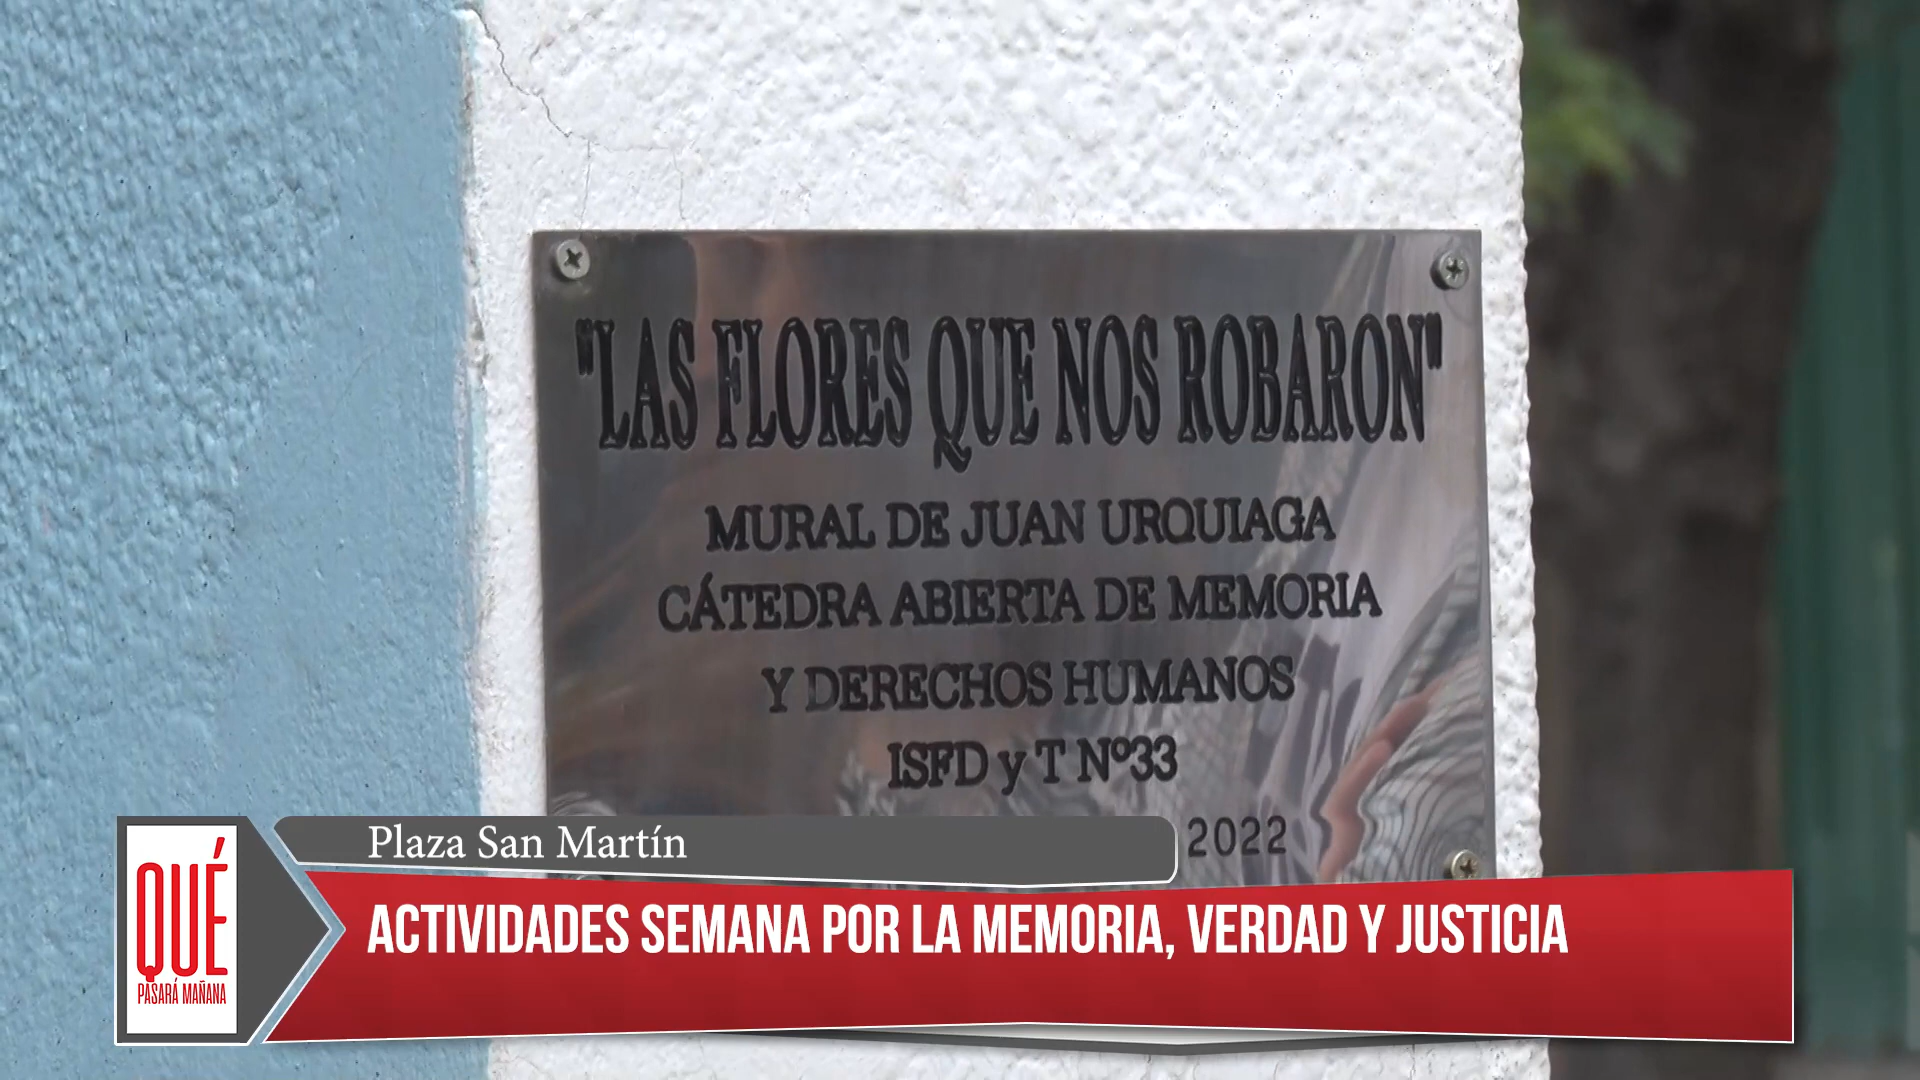 "LAS FLORES QUE NOS ROBARON"
MURAL DE JUAN URQUIAGA
CÁTEDRA ABIERTA DE MEMORIA
Y DERECHOS HUMANOS
ISFD y T Nº33
2022
Plaza San Martín
QUÉ
PASARÁ MAÑANA
ACTIVIDADES SEMANA POR LA MEMORIA, VERDAD Y JUSTICIA